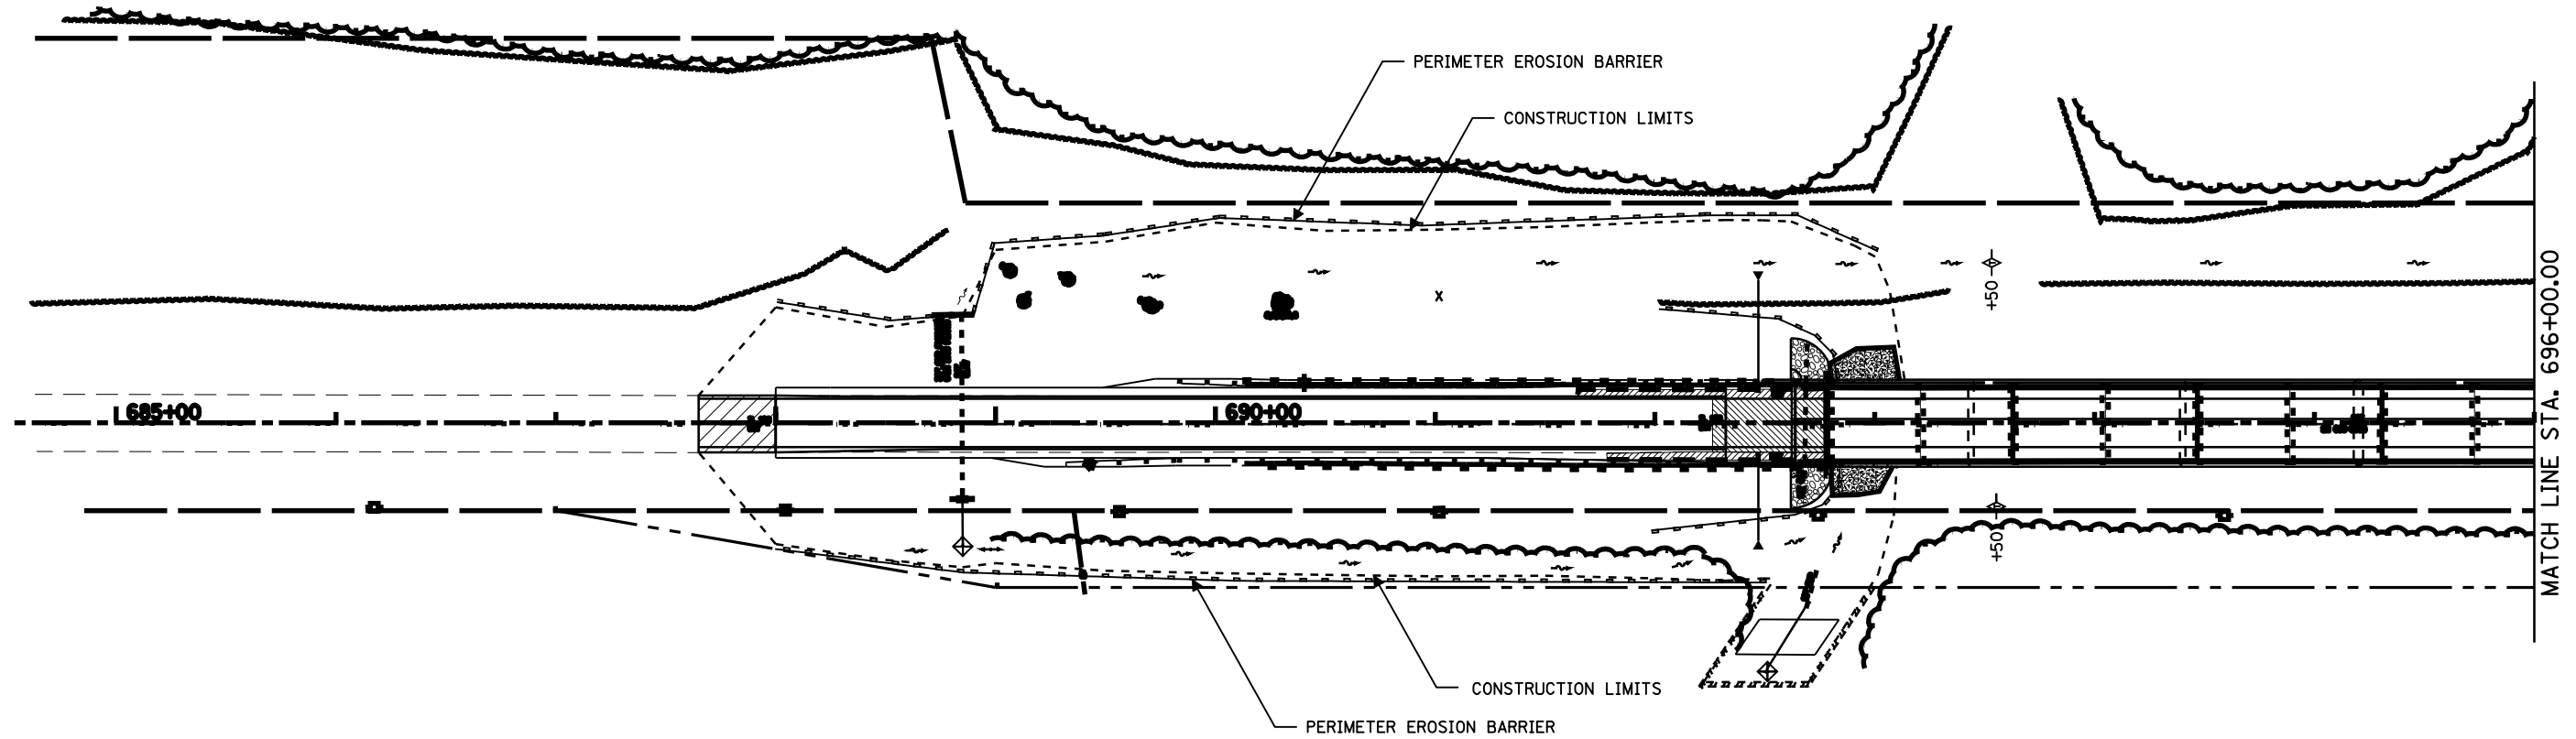 PERIMETER EROSION BARRIER
CONSTRUCTION LIMITS
+50
685+00
690+00
MATCH LINE STA. 696+00.00
+50
CONSTRUCTION LIMITS
PERIMETER EROSION BARRIER